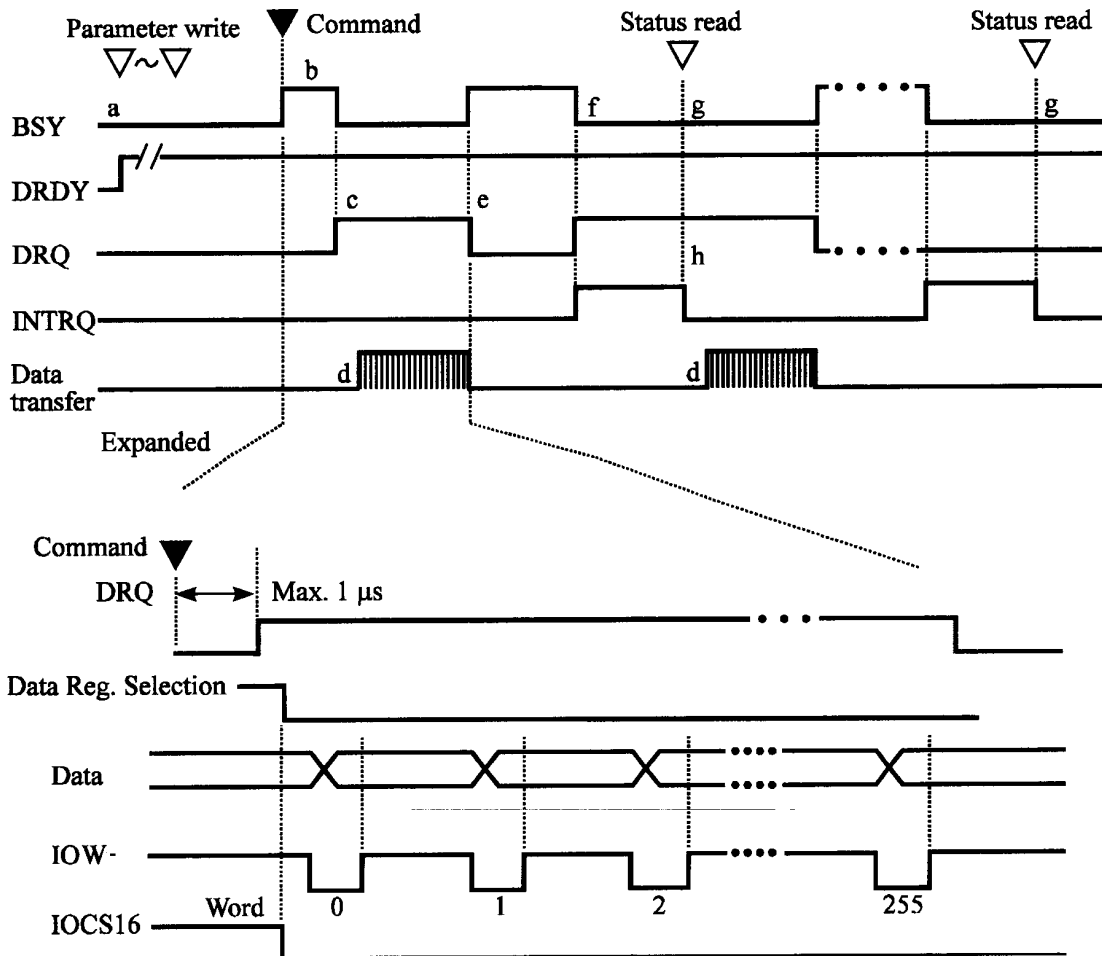 Parameter write
Command
Status read
Status read
b
a
f
g
g
BSY
DRDY
c
e
DRQ
h
INTRQ
Data transfer
d
d
Expanded
Command
DRQ
Max. 1 μs
Data Reg. Selection
Data
IOW-
0
1
2
255
Word
IOCS16